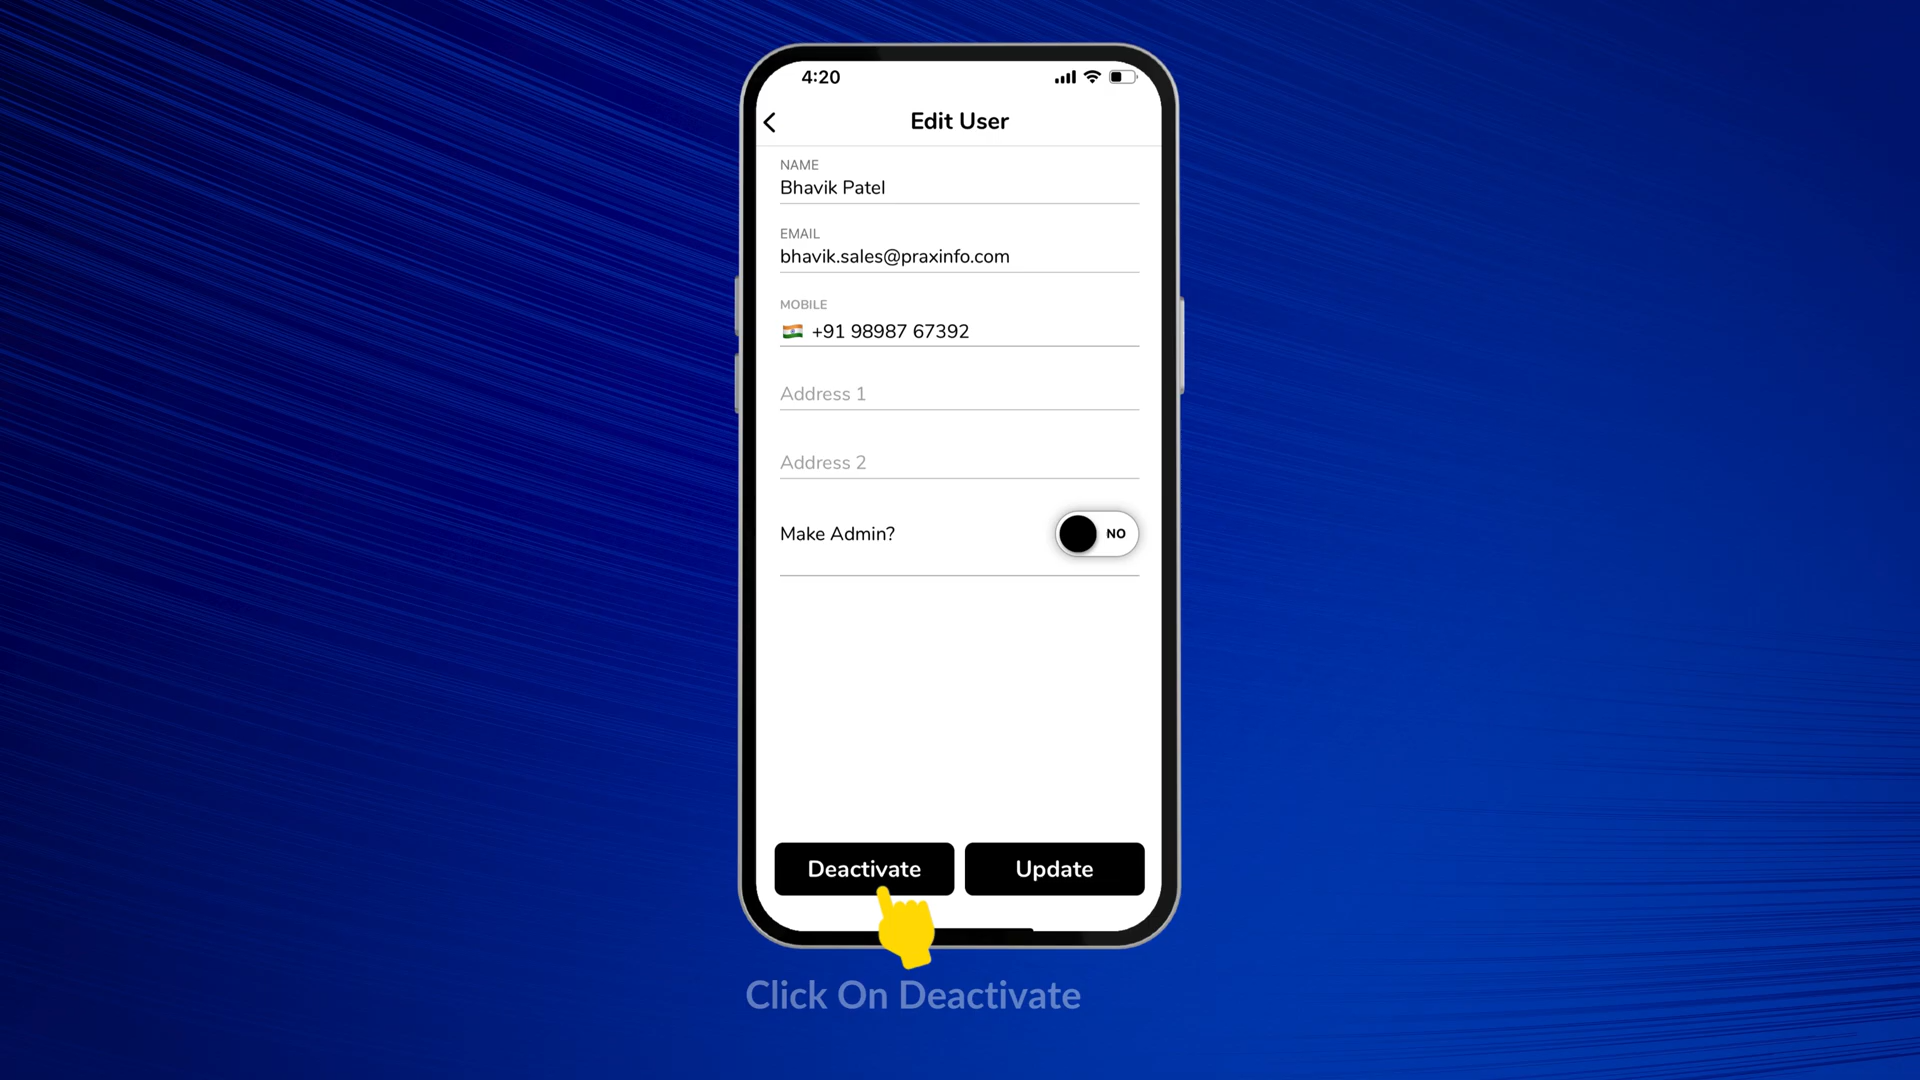 4:20
Edit User
NAME
Bhavik Patel
EMAIL
bhavik.sales@praxinfo.com
MOBILE
+91 98987 67392
Address 1
Address 2
Make Admin?
NO
Deactivate
Update
Click On Deactivate